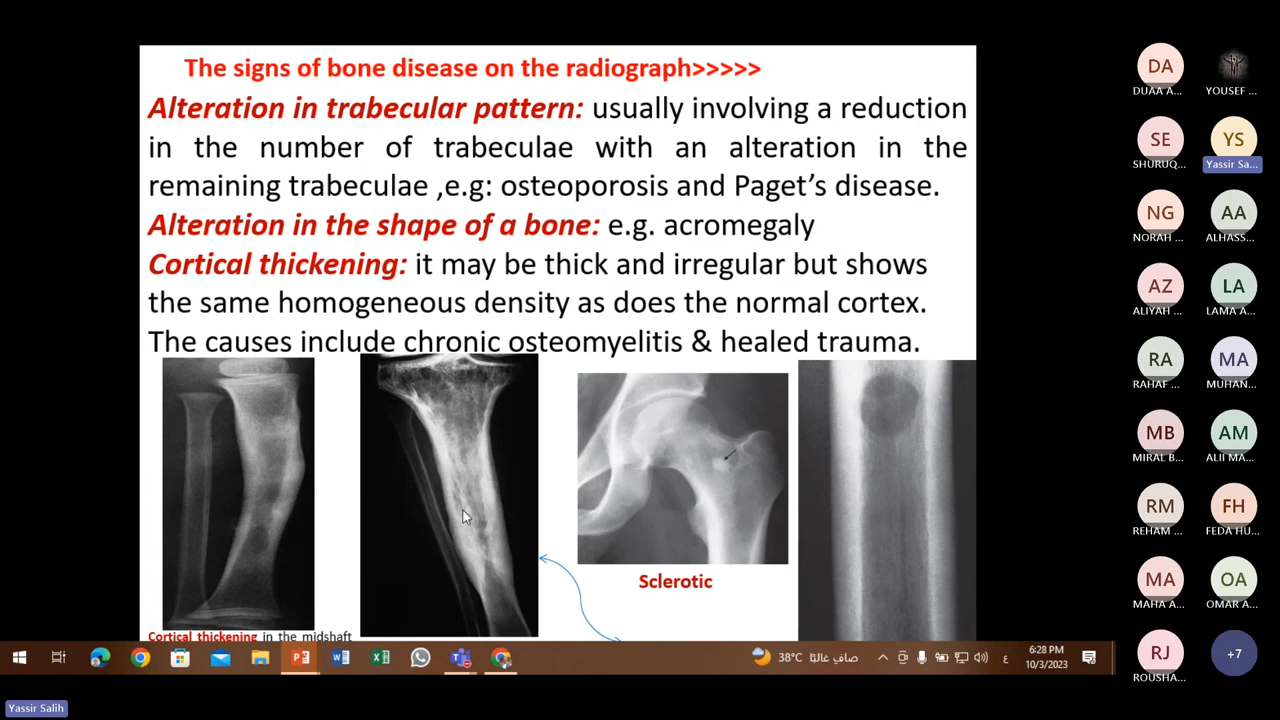 The signs of bone disease on the radiograph>>>>>
Alteration in trabecular pattern: usually involving a reduction
in the number of trabeculae with an alteration in the
remaining trabeculae ,e.g: osteoporosis and Paget’s disease.
Alteration in the shape of a bone: e.g. acromegaly
Cortical thickening: it may be thick and irregular but shows
the same homogeneous density as does the normal cortex.
The causes include chronic osteomyelitis & healed trauma.
Sclerotic
Cortical thickening in the midshaft
DA
DUAA A...
YOUSEF ...
SE
SHURUQ...
YS
Yassir Sa...
NG
NORAH ...
AA
ALHASS...
AZ
ALIYAH ...
LA
LAMA A...
RA
RAHAF ...
MA
MUHAN...
MB
MIRAL B...
AM
ALII MA...
RM
REHAM ...
FH
FEDA HU...
MA
MAHA A...
OA
OMAR A...
RJ
ROUSHA...
+7
38°C صافي غالبًا
ع
6:28 PM
10/3/2023
Yassir Salih